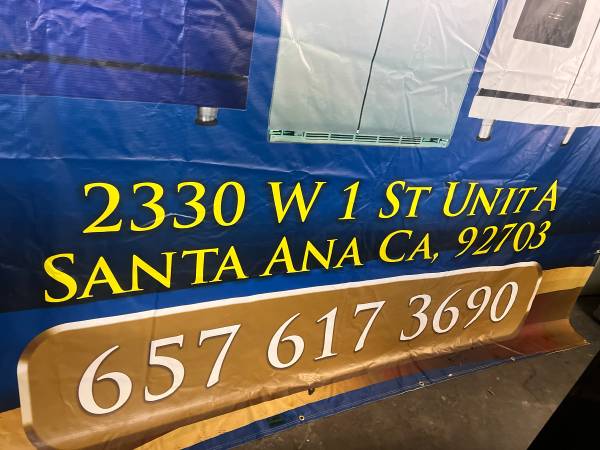 2330 W 1 St Unit A
Santa Ana Ca, 92703
657 617 3690